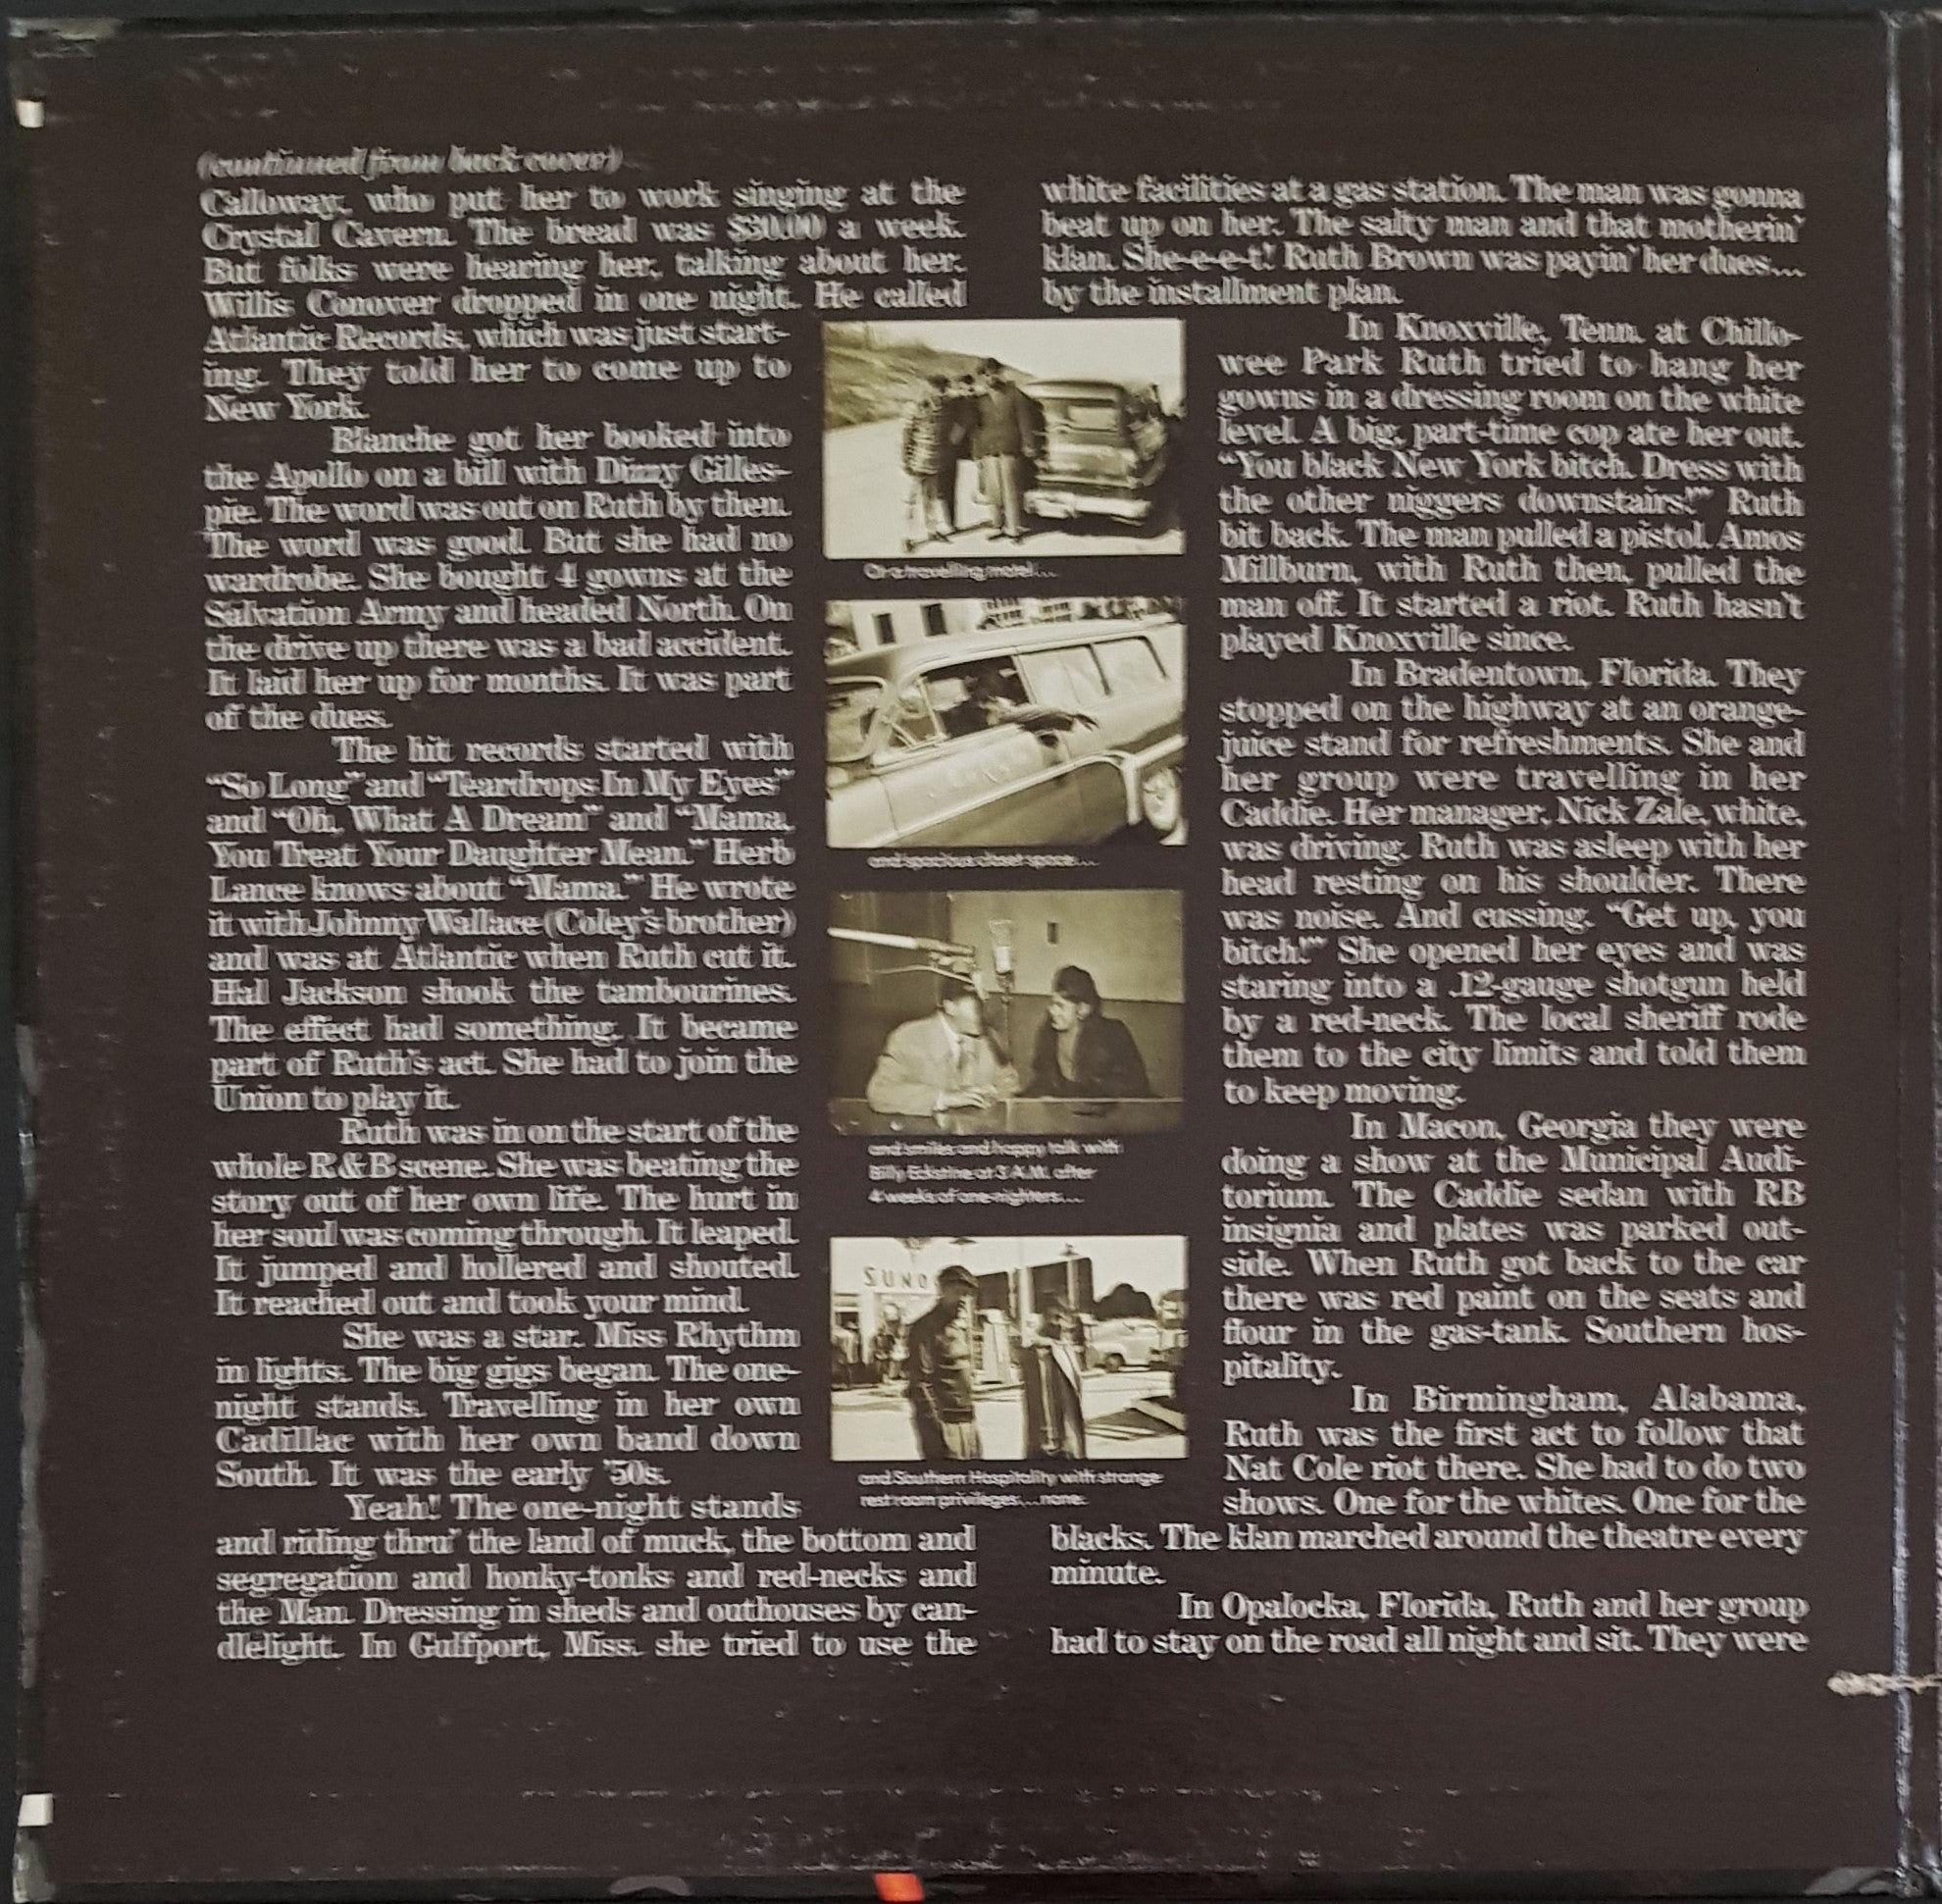 (continued from back cover)
Calloway, who put her to work singing at the
Crystal Cavern. The bread was $30.00 a week.
But folks were hearing her, talking about her.
Willis Conover dropped in one night. He called
Atlantic Records, which was just start-
ing. They told her to come up to
New York.
Blanche got her booked into
the Apollo on a bill with Dizzy Gilles-
pie. The word was out on Ruth by then.
The word was good. But she had no
wardrobe. She bought 4 gowns at the
Salvation Army and headed North. On
the drive up there was a bad accident.
It laid her up for months. It was part
of the dues.
The hit records started with
“So Long” and “Teardrops In My Eyes”
and “Oh, What A Dream” and “Mama,
You Treat Your Daughter Mean.” Herb
Lance knows about “Mama.” He wrote
it with Johnny Wallace (Coley's brother)
and was at Atlantic when Ruth cut it.
Hal Jackson shook the tambourines.
The effect had something. It became
part of Ruth's act. She had to join the
Union to play it.
Ruth was in on the start of the
whole R&B scene. She was beating the
story out of her own life. The hurt in
her soul was coming through. It leaped.
It jumped and hollered and shouted.
It reached out and took your mind.
She was a star. Miss Rhythm
in lights. The big gigs began. The one-
night stands. Travelling in her own
Cadillac with her own band down
South. It was the early '50s.
Yeah! The one-night stands
and riding thru' the land of muck, the bottom and
segregation and honky-tonks and red-necks and
the Man. Dressing in sheds and outhouses by can-
dlelight. In Gulfport, Miss. she tried to use the
Or a travelling motel...
and spacious closet space...
and smiles and happy talk with
Billy Eckstine at 3 A.M. after
4 weeks of one-nighters...
SUNO
and Southern Hospitality with strange
rest room privileges...none.
white facilities at a gas station. The man was gonna
beat up on her. The salty man and that motherin'
klan. She-e-e-t! Ruth Brown was payin' her dues...
by the installment plan.
In Knoxville, Tenn. at Chillo-
wee Park Ruth tried to hang her
gowns in a dressing room on the white
level. A big, part-time cop ate her out.
“You black New York bitch. Dress with
the other niggers downstairs!” Ruth
bit back. The man pulled a pistol. Amos
Millburn, with Ruth then, pulled the
man off. It started a riot. Ruth hasn't
played Knoxville since.
In Bradentown, Florida. They
stopped on the highway at an orange-
juice stand for refreshments. She and
her group were travelling in her
Caddie. Her manager, Nick Zale, white,
was driving. Ruth was asleep with her
head resting on his shoulder. There
was noise. And cussing. “Get up, you
bitch!” She opened her eyes and was
staring into a .12-gauge shotgun held
by a red-neck. The local sheriff rode
them to the city limits and told them
to keep moving.
In Macon, Georgia they were
doing a show at the Municipal Audi-
torium. The Caddie sedan with RB
insignia and plates was parked out-
side. When Ruth got back to the car
there was red paint on the seats and
flour in the gas-tank. Southern hos-
pitality.
In Birmingham, Alabama,
Ruth was the first act to follow that
Nat Cole riot there. She had to do two
shows. One for the whites. One for the
blacks. The klan marched around the theatre every
minute.
In Opalocka, Florida, Ruth and her group
had to stay on the road all night and sit. They were